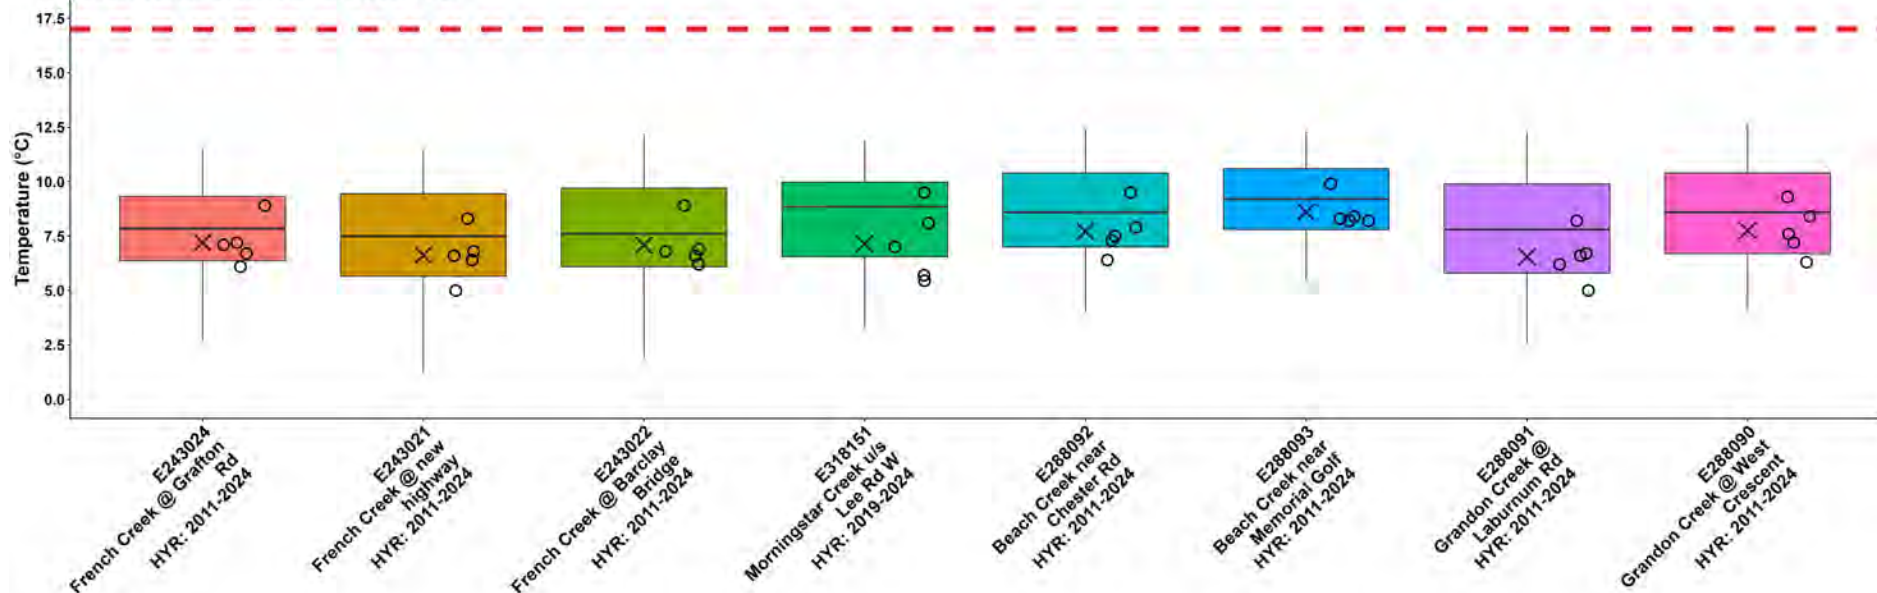 Temperature (°C)
17.5
15.0
12.5
10.0
7.5
5.0
2.5
0.0
E243024
French Creek @ Grafton
Rd
HYR: 2011-2024
E243021
French Creek @ new
highway
HYR: 2011-2024
E243022
French Creek @ Barclay
Bridge
HYR: 2011-2024
E318151
Morningstar Creek u/s
Lee Rd W
HYR: 2019-2024
E288092
Beach Creek near
Chester Rd
HYR: 2011-2024
E288093
Beach Creek near
Memorial Golf
HYR: 2011-2024
E288091
Grandon Creek @
Laburnum Rd
HYR: 2011-2024
E288090
Grandon Creek @ West
Crescent
HYR: 2011-2024